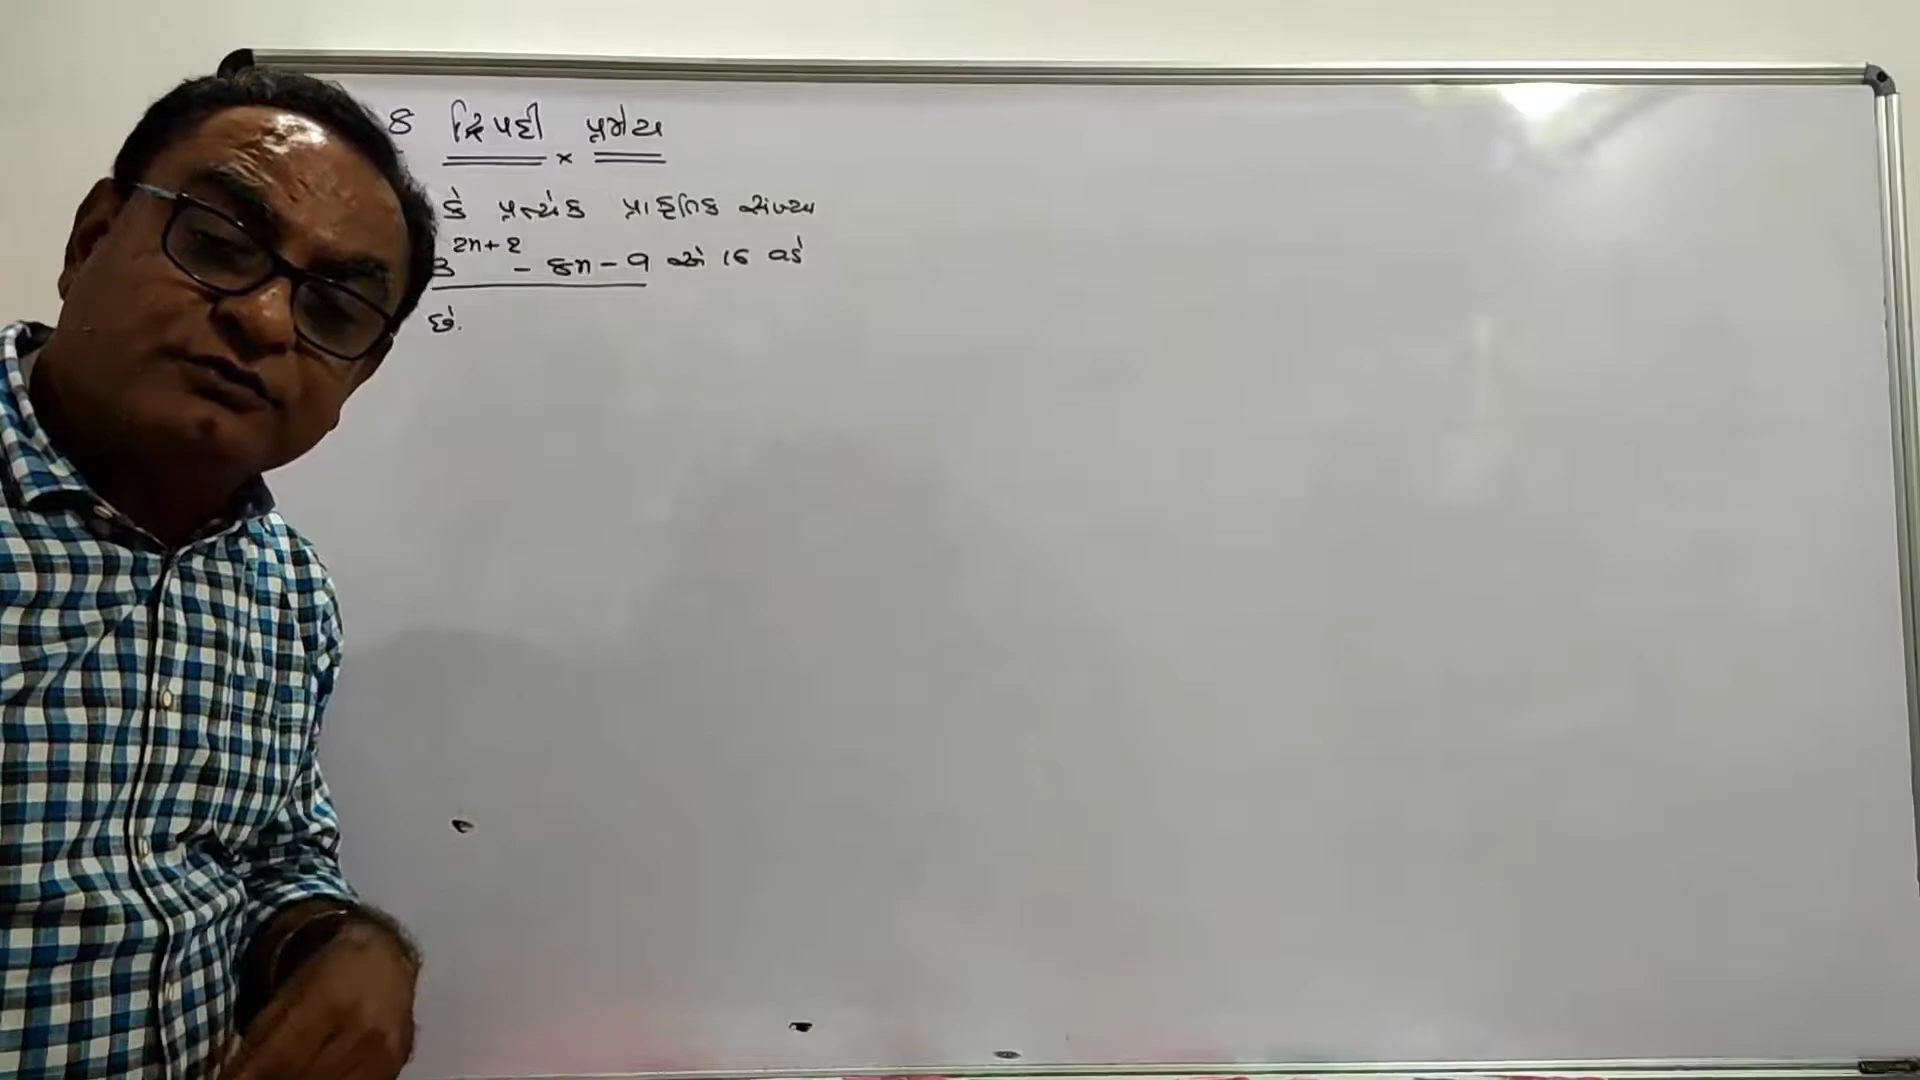 8 દ્વિપદી પ્રમેય
કે પ્રત્યેક પ્રાકૃતિક સંખ્યા
3^{2n+2} - 8n - 9 એ 16 વડે
છે.